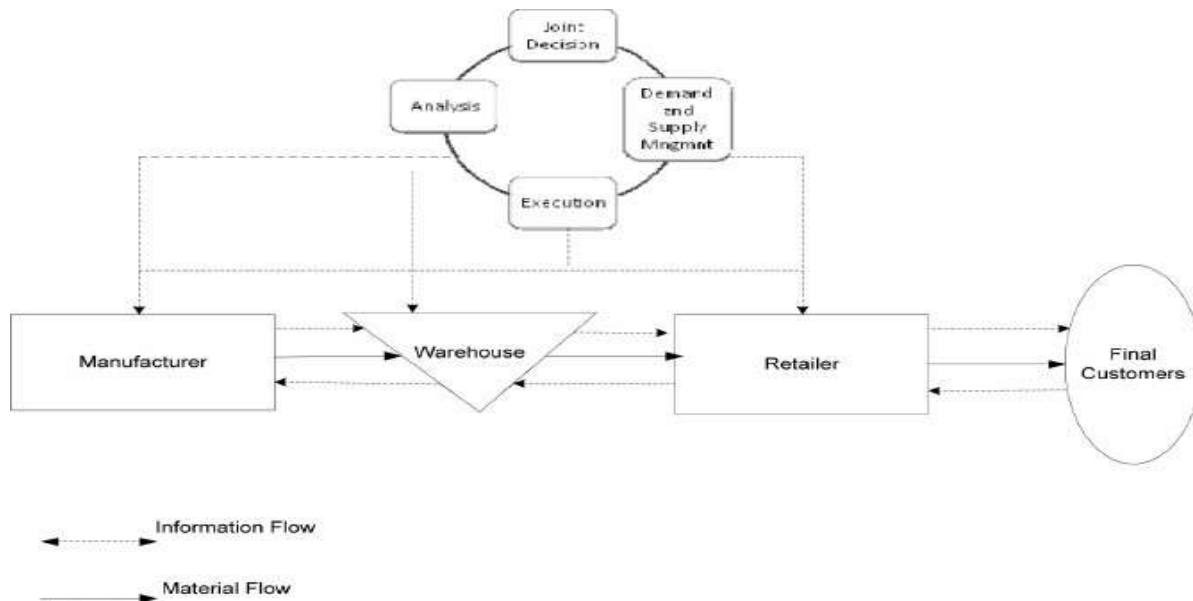 Joint
Decision
Analysis
Demand
and
Supply
Mngmnt
Execution
Manufacturer
Warehouse
Retailer
Final
Customers
Information Flow
Material Flow